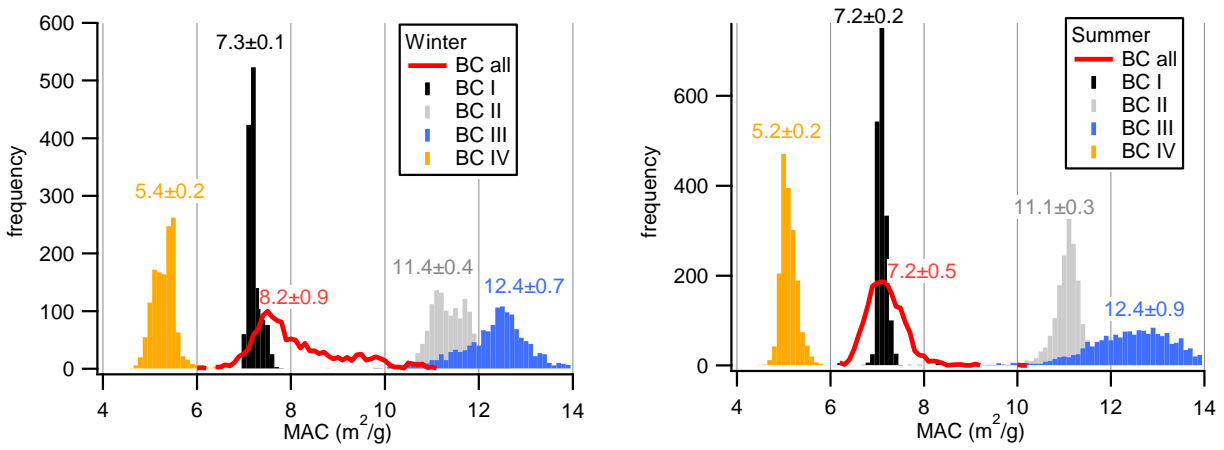 600
500
400
300
200
100
0
frequency
7.3±0.1
5.4±0.2
8.2±0.9
11.4±0.4
12.4±0.7
Winter
BC all
BC I
BC II
BC III
BC IV
4 6 8 10 12 14
MAC (m²/g)
600
400
200
0
frequency
7.2±0.2
5.2±0.2
7.2±0.5
11.1±0.3
12.4±0.9
Summer
BC all
BC I
BC II
BC III
BC IV
4 6 8 10 12 14
MAC (m²/g)